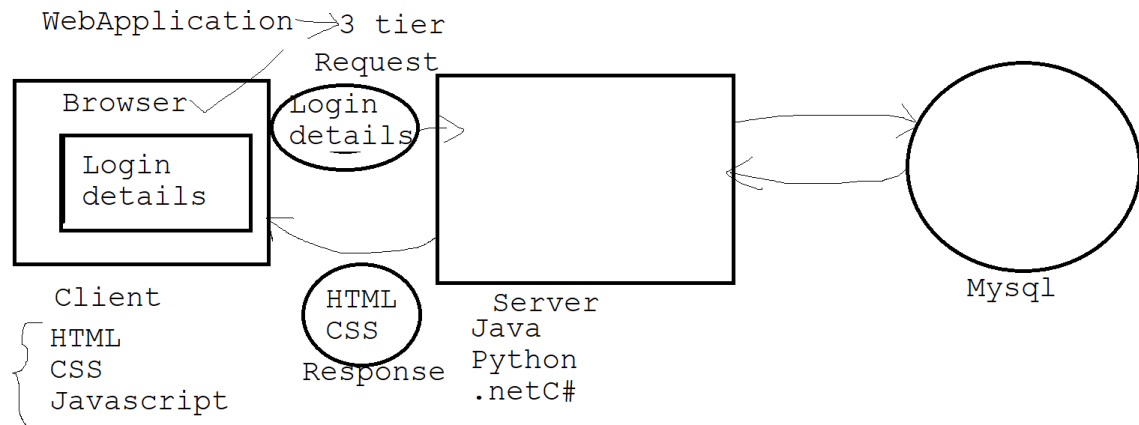 WebApplication 3 tier
Request
Browser
Login
details
Login
details
HTML
CSS
Response
Client
HTML
CSS
Javascript
Server
Java
Python
.netC#
Mysql